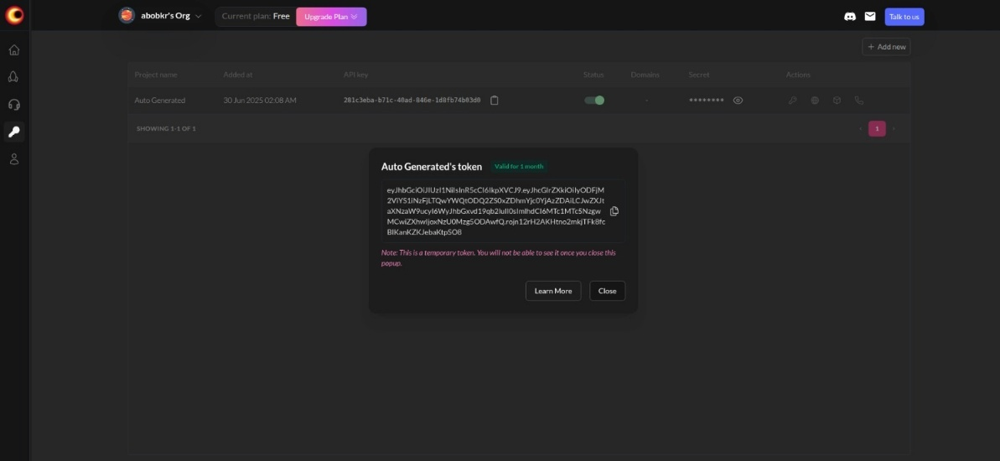 abobkr's Org
Current plan: Free
Upgrade Plan
Talk to us
+ Add new
Project name Added at API key Status Domains Secret Actions
Auto Generated 30 Jun 2025 02:08 AM 281c3eba-b71c-40ad-846e-1d8fb74b03d0 - ********
SHOWING 1-1 OF 1
1
Auto Generated's token Valid for 1 month
Note: This is a temporary token. You will not be able to see it once you close this
popup.
Learn More Close